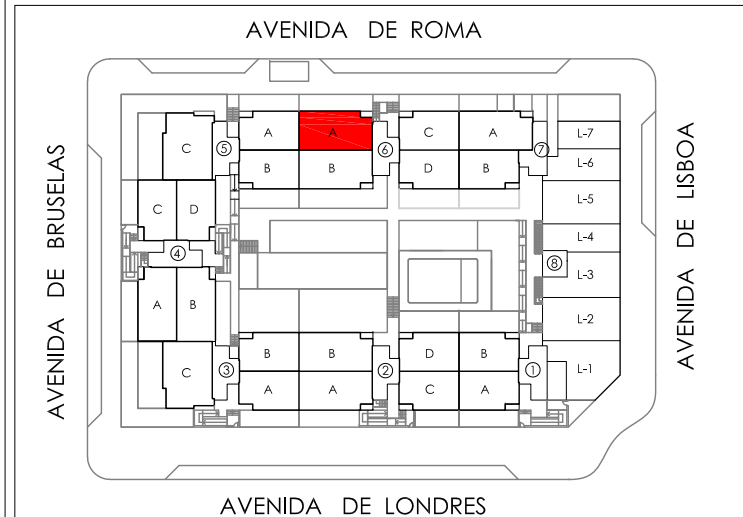 AVENIDA DE ROMA
AVENIDA DE BRUSELAS
AVENIDA DE LISBOA
C ⑤ A A ⑥ C A ⑦ L-7
B B D B L-6
C D L-5
④ L-4
⑧ L-3
A B L-2
C ③ B B ② D B ① L-1
A A C A
AVENIDA DE LONDRES